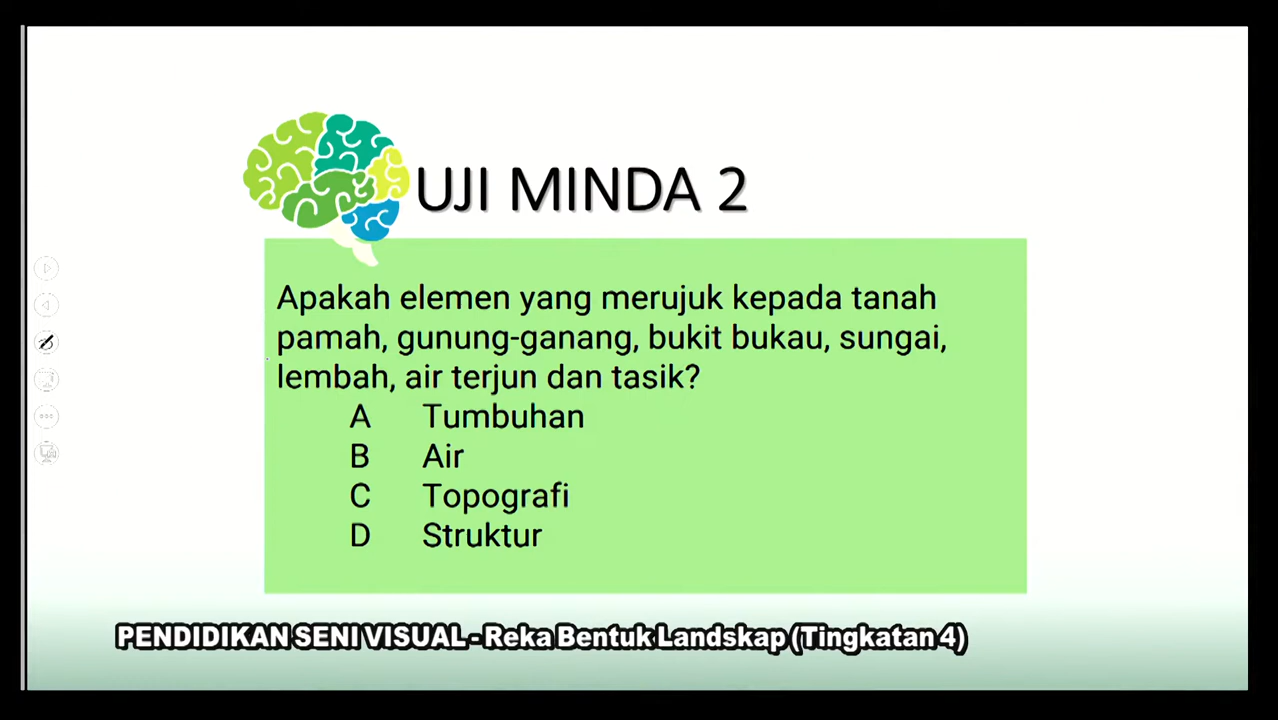 UJI MINDA 2
Apakah elemen yang merujuk kepada tanah
pamah, gunung-ganang, bukit bukau, sungai,
lembah, air terjun dan tasik?
A Tumbuhan
B Air
C Topografi
D Struktur
PENDIDIKAN SENI VISUAL - Reka Bentuk Landskap (Tingkatan 4)